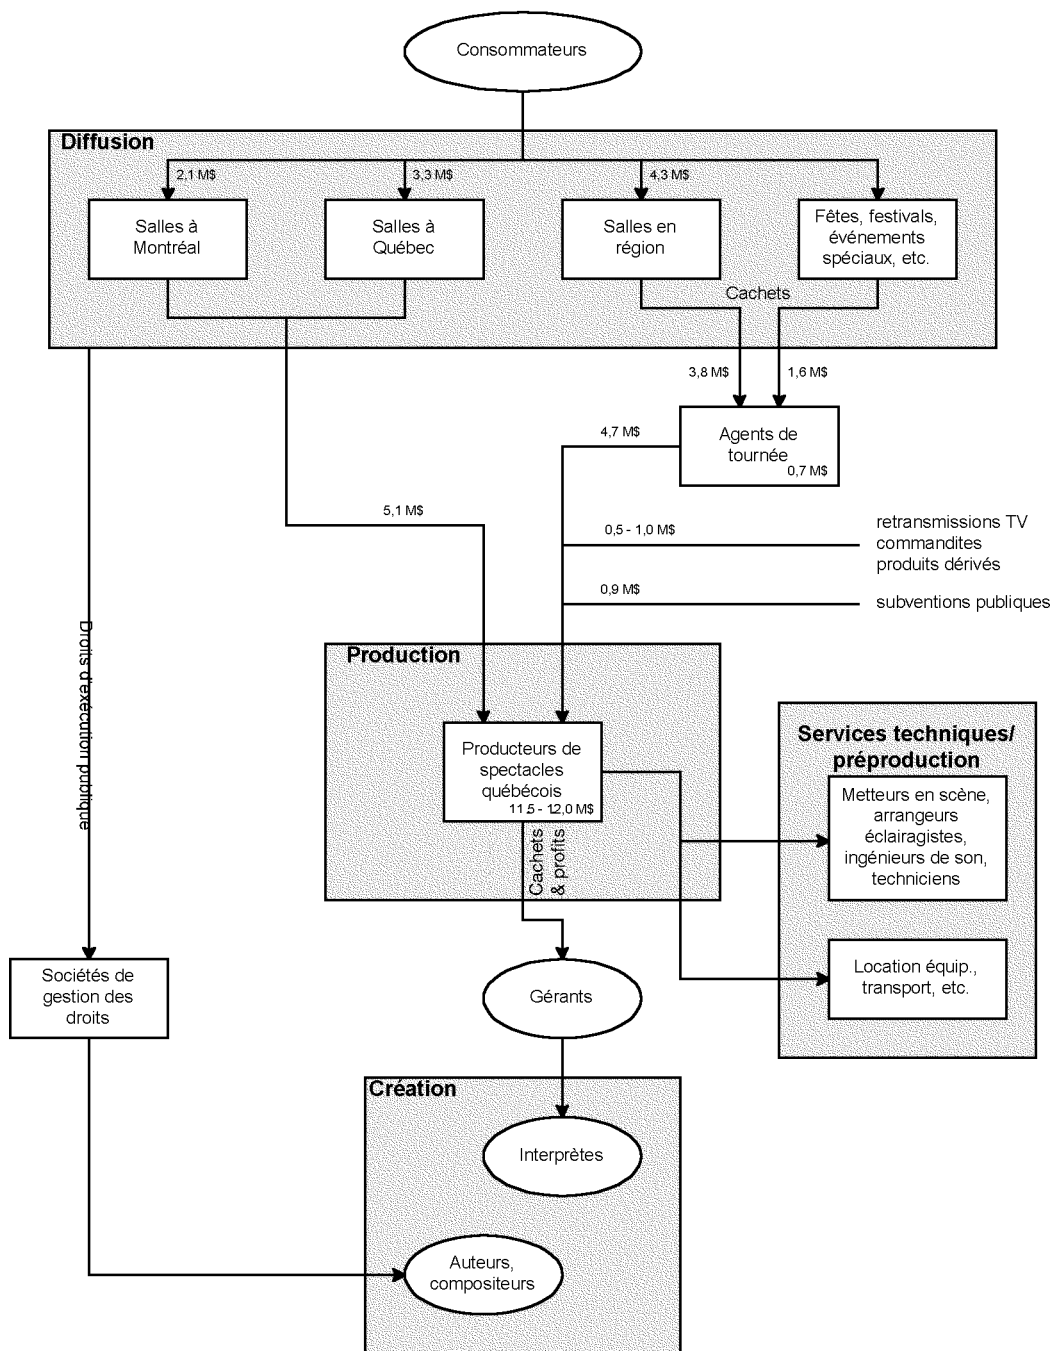 Consommateurs
Diffusion
2,1 M$
3,3 M$
4,3 M$
Salles à
Montréal
Salles à
Québec
Salles en
région
Fêtes, festivals,
événements
spéciaux, etc.
Cachets
3,8 M$
1,6 M$
Agents de
tournée
0,7 M$
4,7 M$
5,1 M$
0,5 - 1,0 M$
retransmissions TV
commandites
produits dérivés
0,9 M$
subventions publiques
Droits d'exécution publique
Production
Producteurs de
spectacles
québécois
11,5 - 12,0 M$
Cachets
& profits
Services techniques/
préproduction
Metteurs en scène,
arrangeurs
éclairagistes,
ingénieurs de son,
techniciens
Location équip.,
transport, etc.
Sociétés de
gestion des
droits
Gérants
Création
Interprètes
Auteurs,
compositeurs